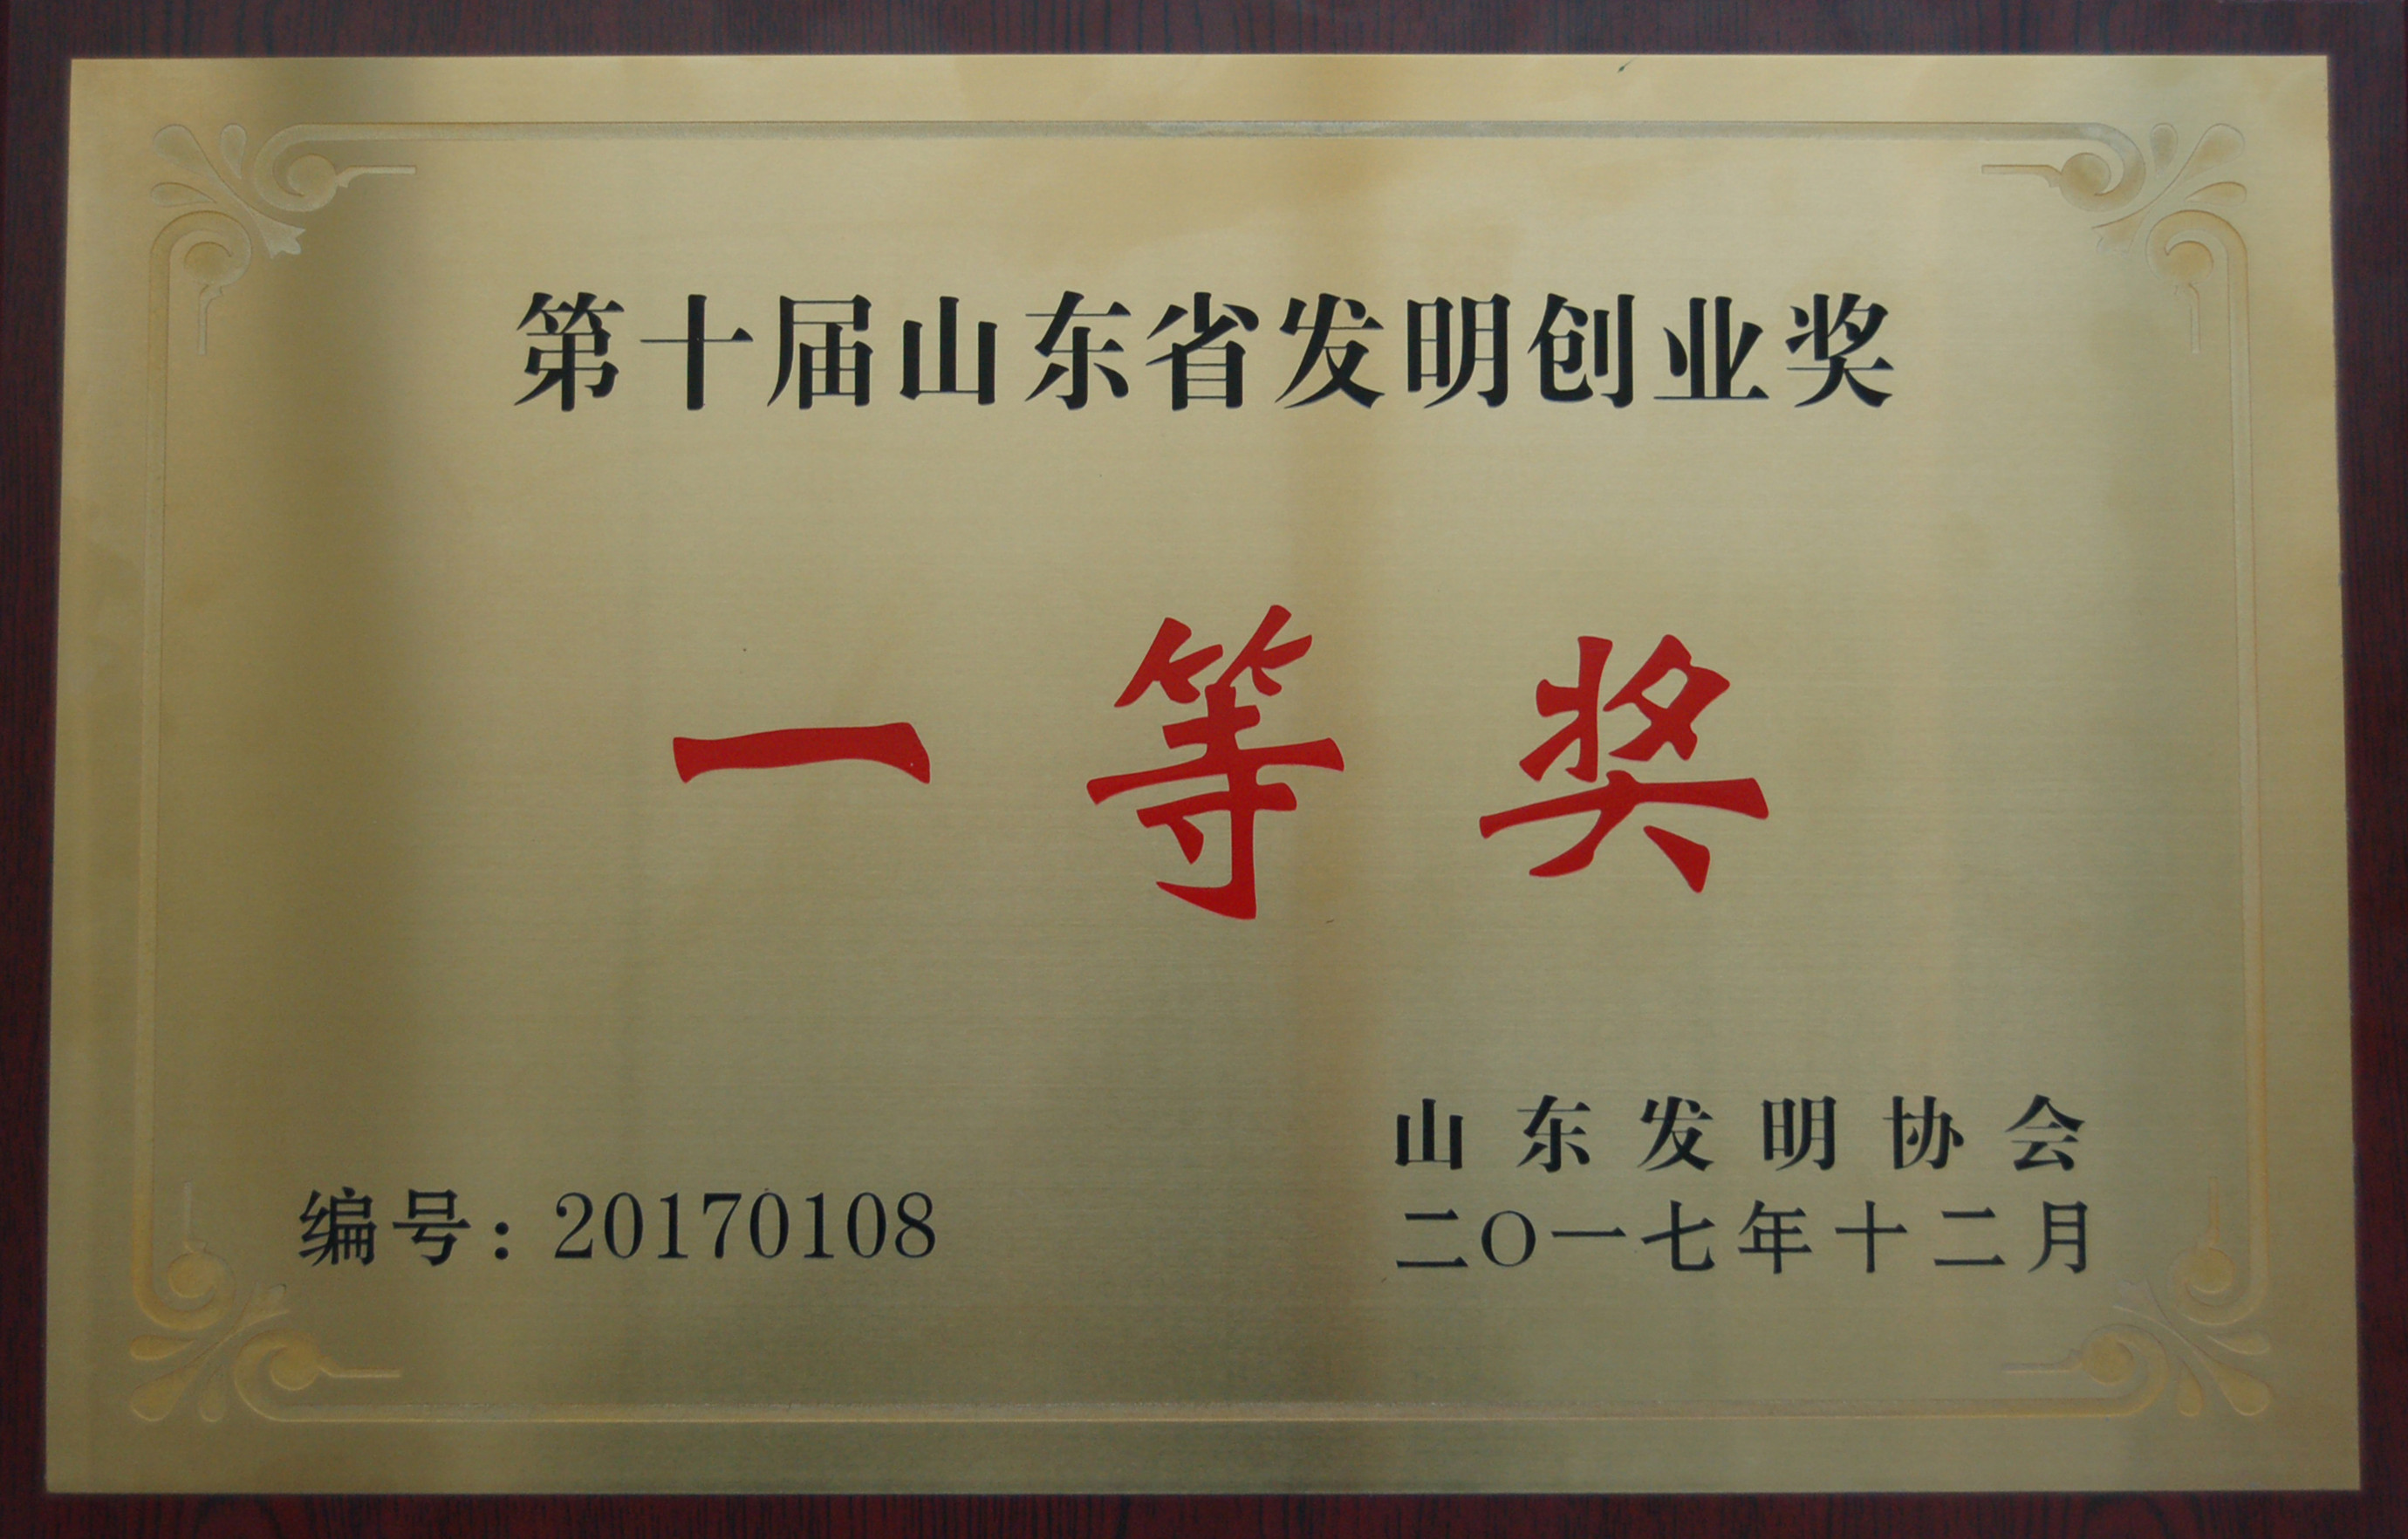 第十届山东省发明创业奖
一等奖
山东发明协会
编号：20170108
二〇一七年十二月